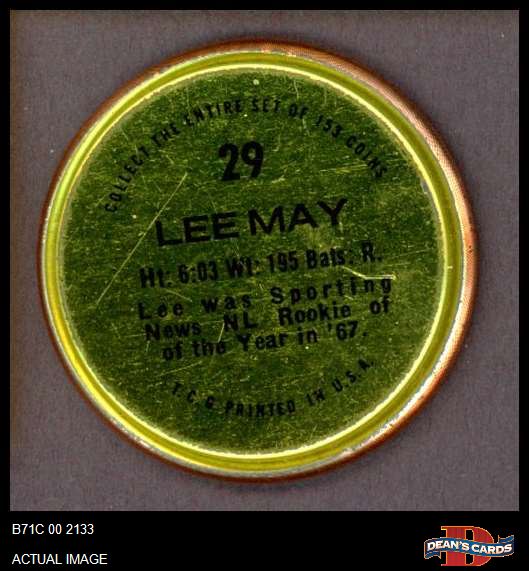 COLLECT THE ENTIRE SET OF 153 COINS
29
LEE MAY
Ht: 6:03 Wt: 195 Bats: R.
Lee was Sporting
News NL Rookie of
of the Year in '67.
T.C.G. PRINTED IN U.S.A.
B71C 00 2133
ACTUAL IMAGE
D
DEAN'S CARDS